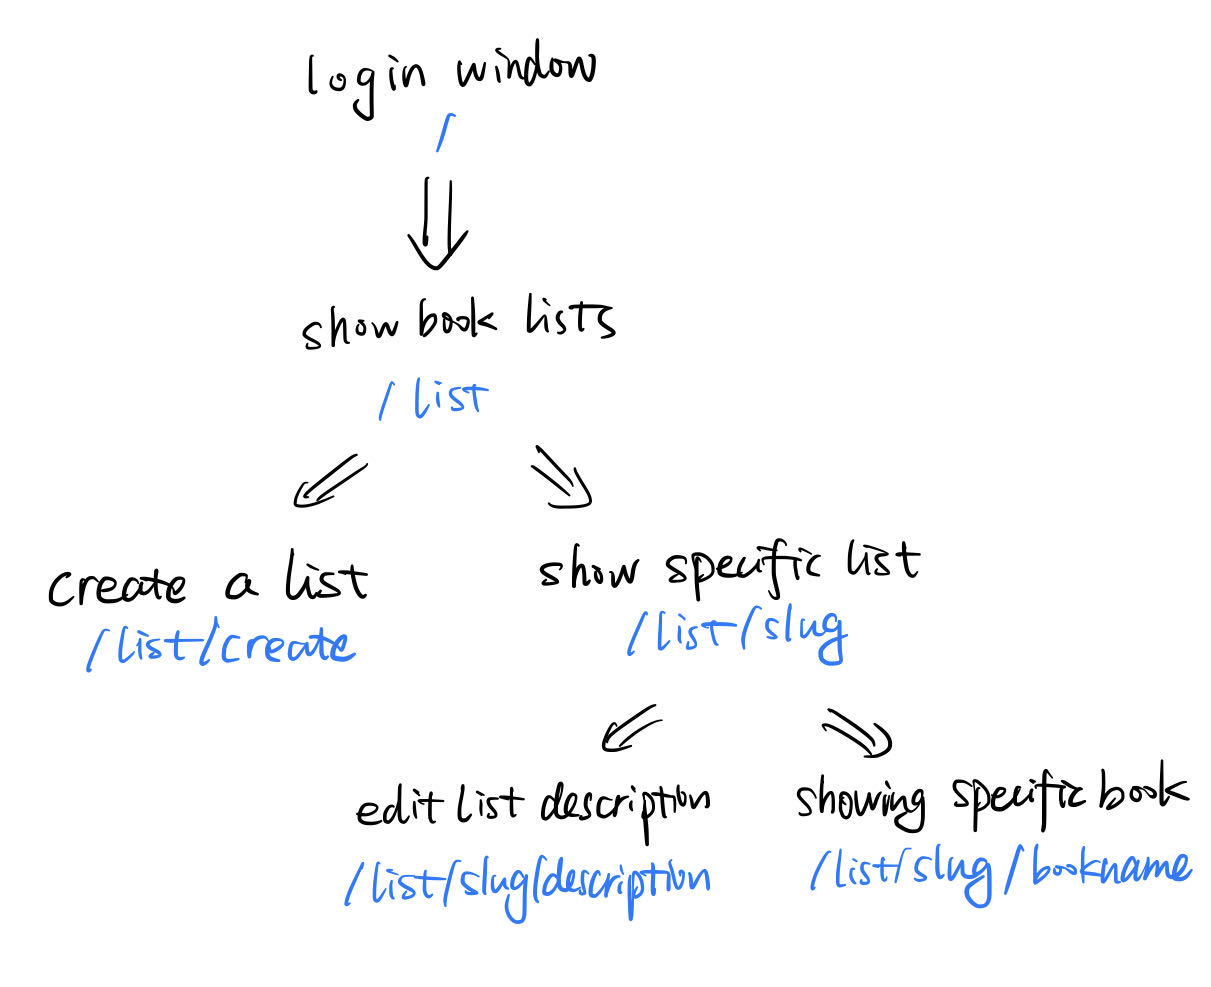 login window
/
show book lists
/list
create a list
/list/create
show specific list
/list/slug
edit list description
/list/slug/description
showing specific book
/list/slug/bookname